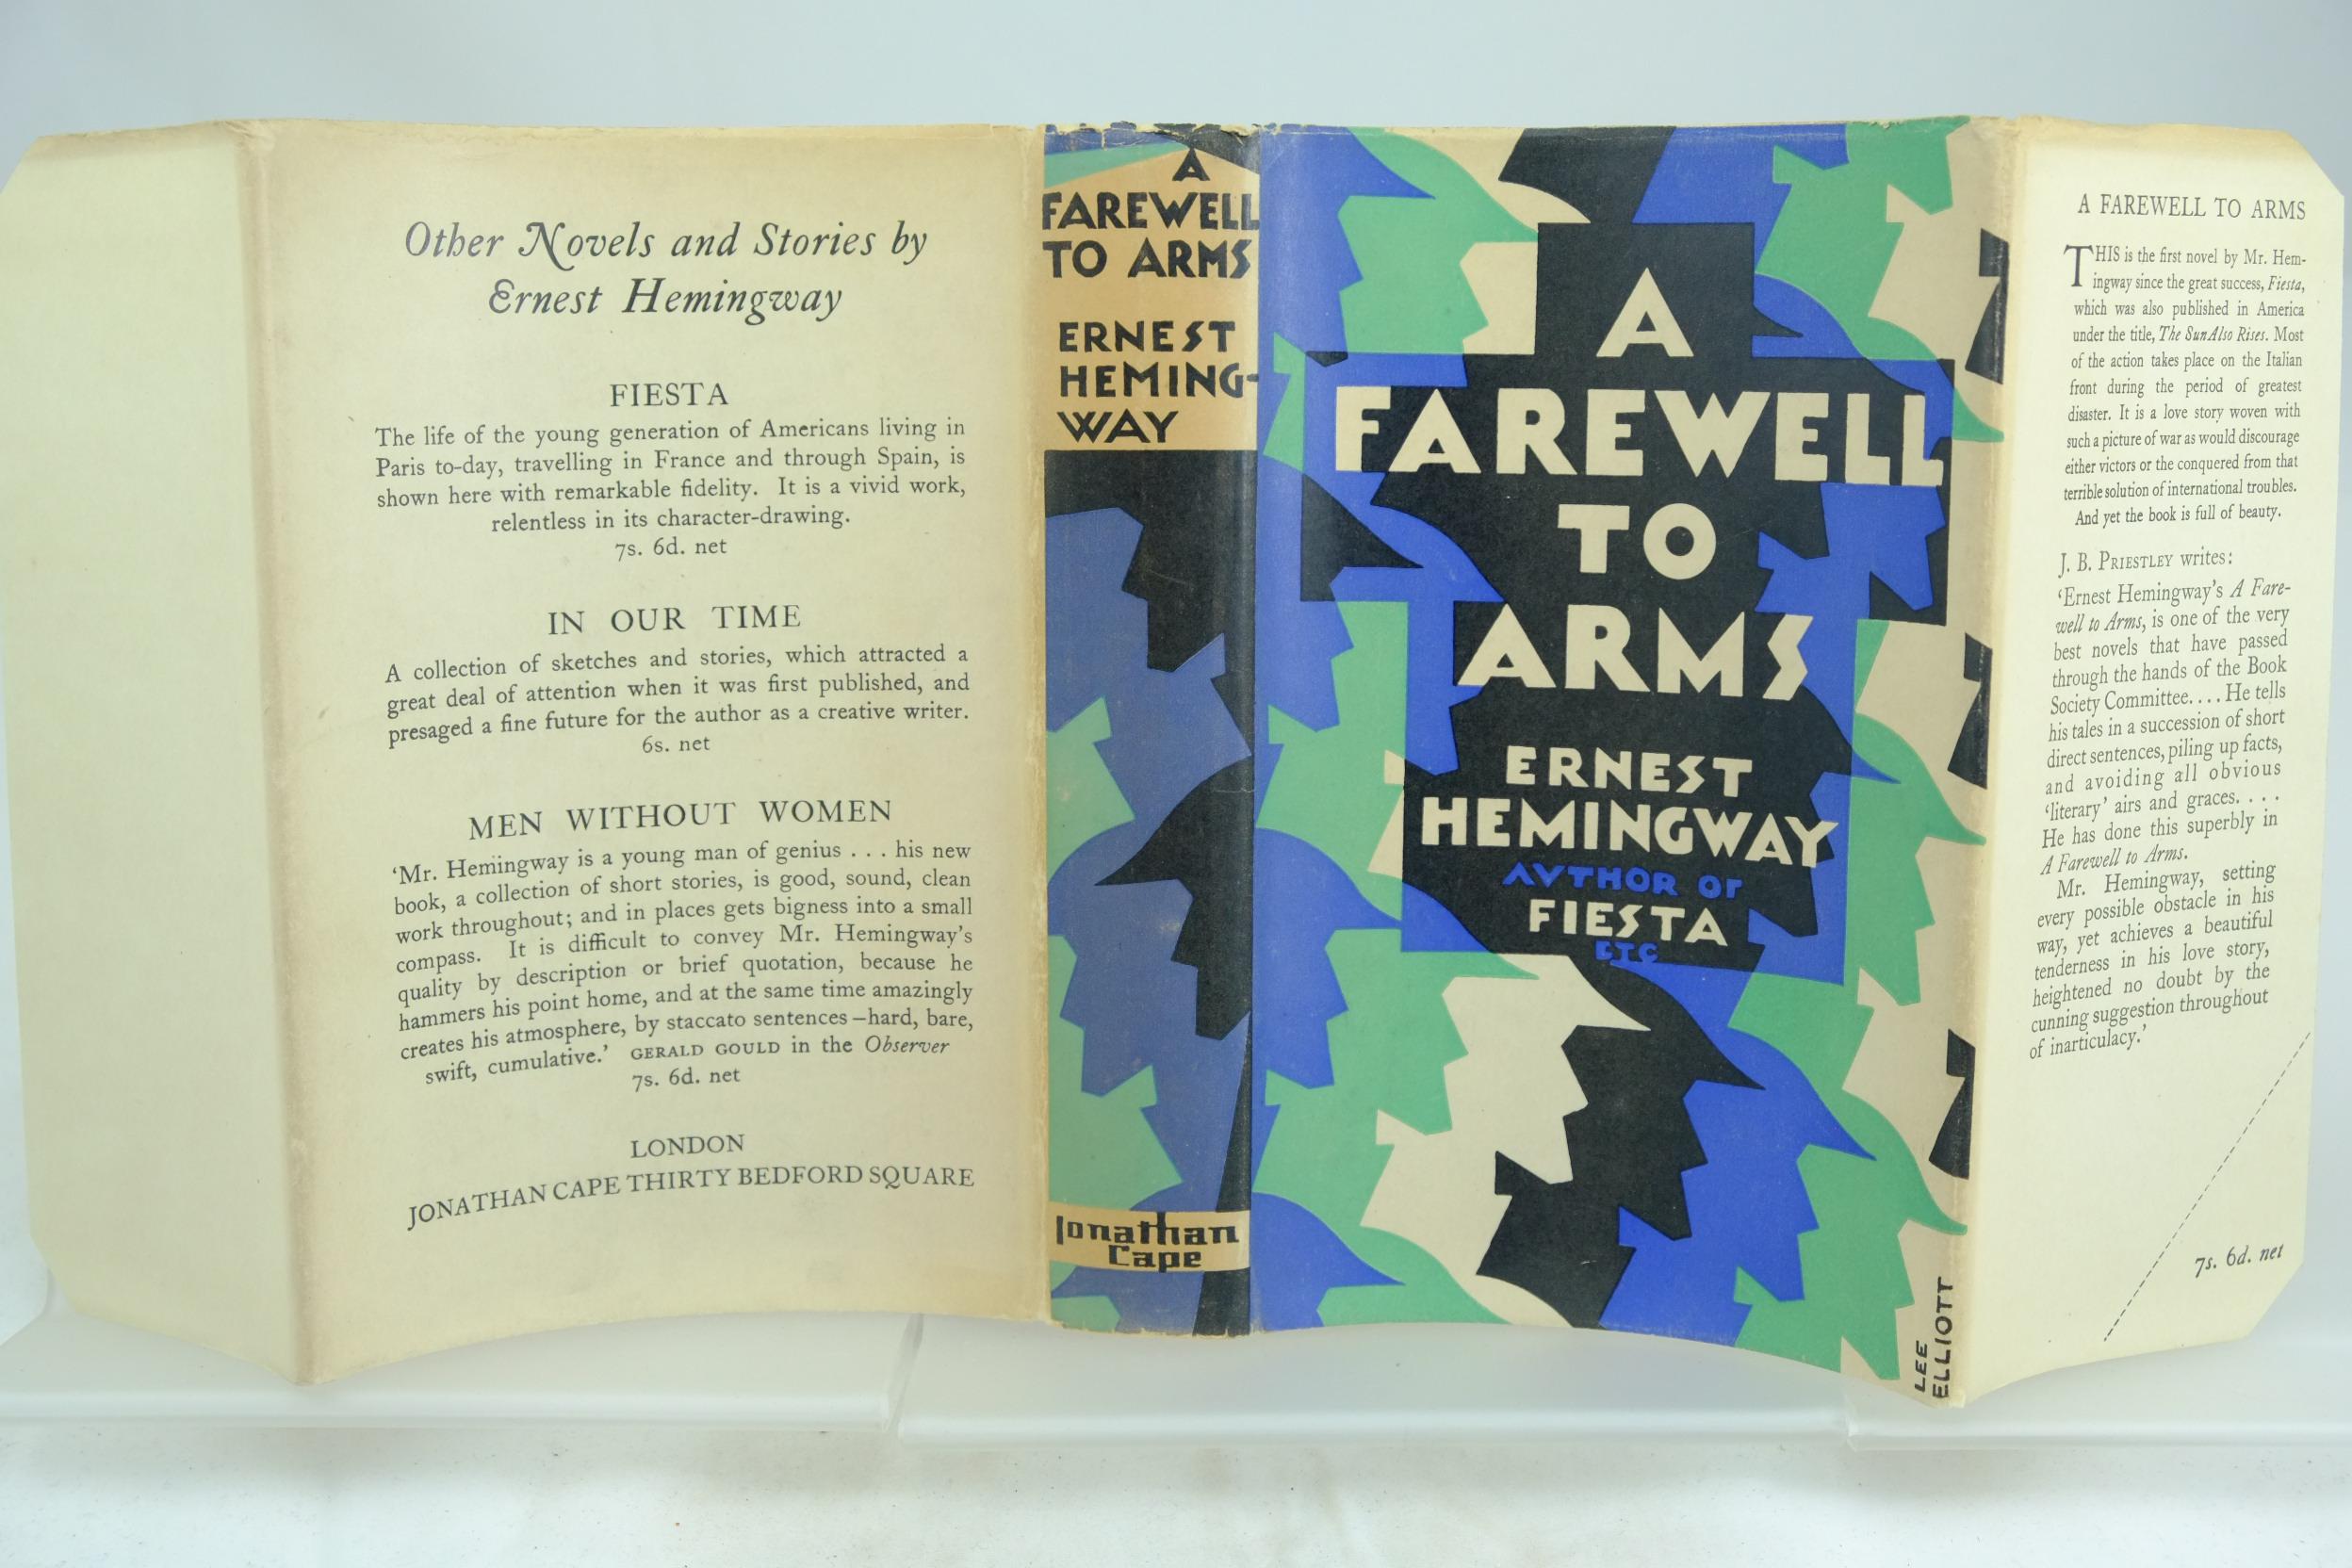 Other Novels and Stories by
Ernest Hemingway
FIESTA
The life of the young generation of Americans living in
Paris to-day, travelling in France and through Spain, is
shown here with remarkable fidelity. It is a vivid work,
relentless in its character-drawing.
7s. 6d. net
IN OUR TIME
A collection of sketches and stories, which attracted a
great deal of attention when it was first published, and
presaged a fine future for the author as a creative writer.
6s. net
MEN WITHOUT WOMEN
‘Mr. Hemingway is a young man of genius . . . his new
book, a collection of short stories, is good, sound, clean
work throughout; and in places gets bigness into a small
compass. It is difficult to convey Mr. Hemingway's
quality by description or brief quotation, because he
hammers his point home, and at the same time amazingly
creates his atmosphere, by staccato sentences—hard, bare,
swift, cumulative.’ GERALD GOULD in the Observer
7s. 6d. net
LONDON
JONATHAN CAPE THIRTY BEDFORD SQUARE
A
FAREWELL
TO ARMS
ERNEST
HEMING-
WAY
Jonathan
Cape
A
FAREWELL
TO
ARMS
ERNEST
HEMINGWAY
AVTHOR OF
FIESTA
ETC
LEE
ELLIOTT
A FAREWELL TO ARMS
THIS is the first novel by Mr. Hem-
ingway since the great success, Fiesta,
which was also published in America
under the title, The Sun Also Rises. Most
of the action takes place on the Italian
front during the period of greatest
disaster. It is a love story woven with
such a picture of war as would discourage
either victors or the conquered from that
terrible solution of international troubles.
And yet the book is full of beauty.
J. B. PRIESTLEY writes:
‘Ernest Hemingway's A Fare-
well to Arms, is one of the very
best novels that have passed
through the hands of the Book
Society Committee. . . . He tells
his tales in a succession of short
direct sentences, piling up facts,
and avoiding all obvious
‘literary’ airs and graces. . . .
He has done this superbly in
A Farewell to Arms.
Mr. Hemingway, setting
every possible obstacle in his
way, yet achieves a beautiful
tenderness in his love story,
heightened no doubt by the
cunning suggestion throughout
of inarticulacy.’
7s. 6d. net